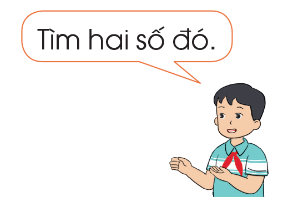 Tìm hai số đó.